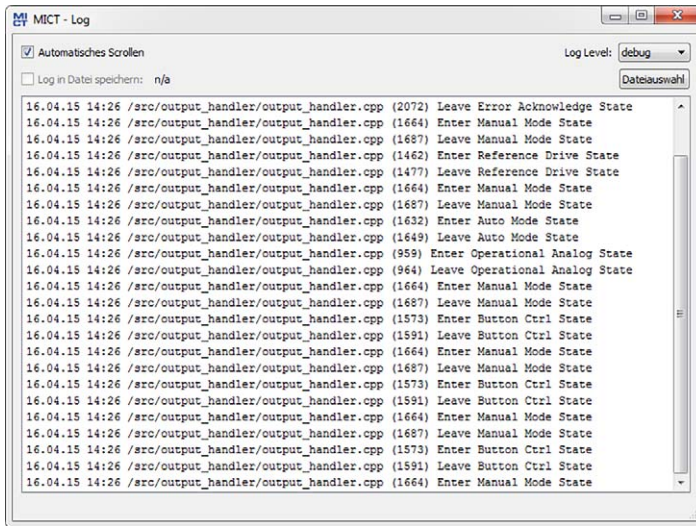 MICT - Log
Automatisches Scrollen
Log Level: debug
Log in Datei speichern: n/a
Dateiauswahl
16.04.15 14:26 /src/output_handler/output_handler.cpp (2072) Leave Error Acknowledge State
16.04.15 14:26 /src/output_handler/output_handler.cpp (1664) Enter Manual Mode State
16.04.15 14:26 /src/output_handler/output_handler.cpp (1687) Leave Manual Mode State
16.04.15 14:26 /src/output_handler/output_handler.cpp (1462) Enter Reference Drive State
16.04.15 14:26 /src/output_handler/output_handler.cpp (1477) Leave Reference Drive State
16.04.15 14:26 /src/output_handler/output_handler.cpp (1664) Enter Manual Mode State
16.04.15 14:26 /src/output_handler/output_handler.cpp (1687) Leave Manual Mode State
16.04.15 14:26 /src/output_handler/output_handler.cpp (1632) Enter Auto Mode State
16.04.15 14:26 /src/output_handler/output_handler.cpp (1649) Leave Auto Mode State
16.04.15 14:26 /src/output_handler/output_handler.cpp (959) Enter Operational Analog State
16.04.15 14:26 /src/output_handler/output_handler.cpp (964) Leave Operational Analog State
16.04.15 14:26 /src/output_handler/output_handler.cpp (1664) Enter Manual Mode State
16.04.15 14:26 /src/output_handler/output_handler.cpp (1687) Leave Manual Mode State
16.04.15 14:26 /src/output_handler/output_handler.cpp (1573) Enter Button Ctrl State
16.04.15 14:26 /src/output_handler/output_handler.cpp (1591) Leave Button Ctrl State
16.04.15 14:26 /src/output_handler/output_handler.cpp (1664) Enter Manual Mode State
16.04.15 14:26 /src/output_handler/output_handler.cpp (1687) Leave Manual Mode State
16.04.15 14:26 /src/output_handler/output_handler.cpp (1573) Enter Button Ctrl State
16.04.15 14:26 /src/output_handler/output_handler.cpp (1591) Leave Button Ctrl State
16.04.15 14:26 /src/output_handler/output_handler.cpp (1664) Enter Manual Mode State
16.04.15 14:26 /src/output_handler/output_handler.cpp (1687) Leave Manual Mode State
16.04.15 14:26 /src/output_handler/output_handler.cpp (1573) Enter Button Ctrl State
16.04.15 14:26 /src/output_handler/output_handler.cpp (1591) Leave Button Ctrl State
16.04.15 14:26 /src/output_handler/output_handler.cpp (1664) Enter Manual Mode State